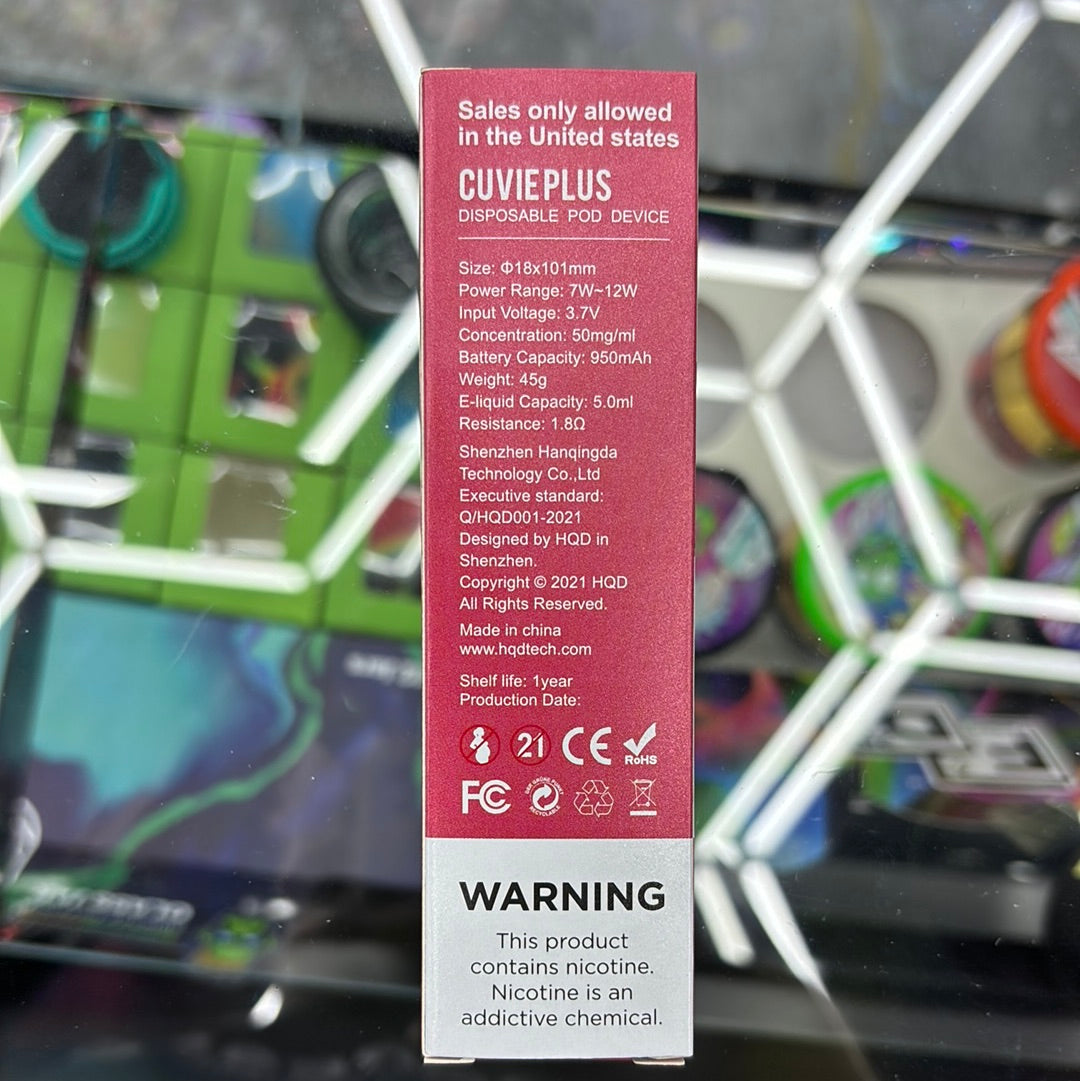 Sales only allowed
in the United states
CUVIEPLUS
DISPOSABLE POD DEVICE
Size: Φ18x101mm
Power Range: 7W~12W
Input Voltage: 3.7V
Concentration: 50mg/ml
Battery Capacity: 950mAh
Weight: 45g
E-liquid Capacity: 5.0ml
Resistance: 1.8Ω
Shenzhen Hanqingda
Technology Co.,Ltd
Executive standard:
Q/HQD001-2021
Designed by HQD in
Shenzhen.
Copyright © 2021 HQD
All Rights Reserved.
Made in china
www.hqdtech.com
Shelf life: 1year
Production Date:
21 CE RoHS
FC DER GRÜNE PUNKT RECYCLABLE
WARNING
This product
contains nicotine.
Nicotine is an
addictive chemical.